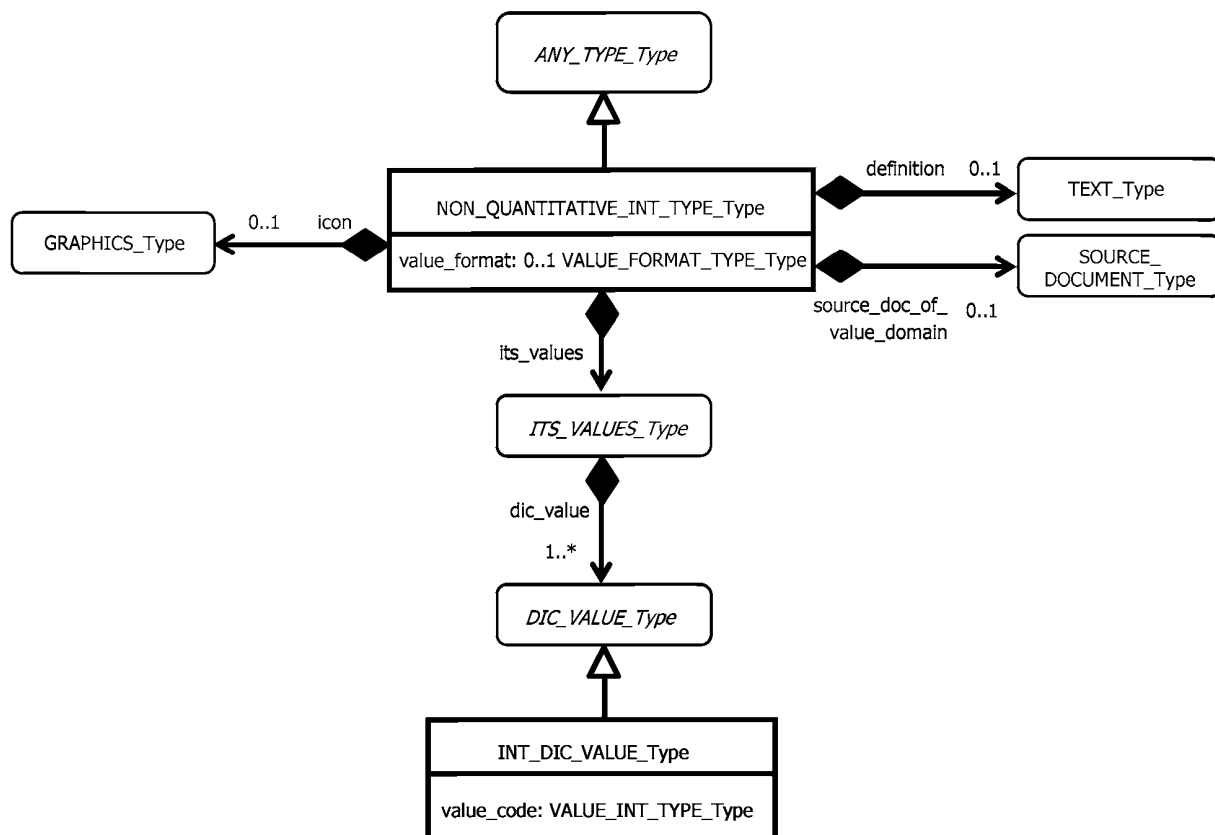 ANY_TYPE_Type
definition 0..1
TEXT_Type
NON_QUANTITATIVE_INT_TYPE_Type
0..1 icon
GRAPHICS_Type
value_format: 0..1 VALUE_FORMAT_TYPE_Type
SOURCE_
DOCUMENT_Type
source_doc_of_ 0..1
value_domain
its_values
ITS_VALUES_Type
dic_value
1..*
DIC_VALUE_Type
INT_DIC_VALUE_Type
value_code: VALUE_INT_TYPE_Type